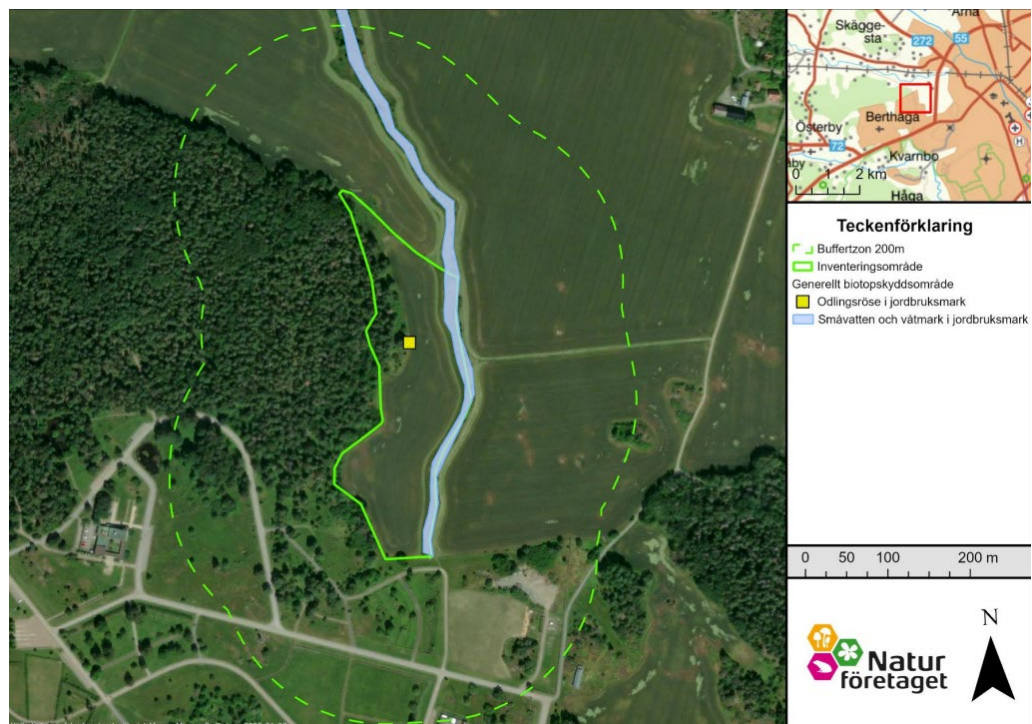 Skägge-
sta
Ärna
272
55
Berthåga
Österby
72
Kvarnbo
Håga
0 1 2 km
H
Teckenförklaring
Buffertzon 200m
Inventeringsområde
Generellt biotopskyddsområde
Odlingsröse i jordbruksmark
Småvatten och våtmark i jordbruksmark
0 50 100 200 m
N
Natur
företaget